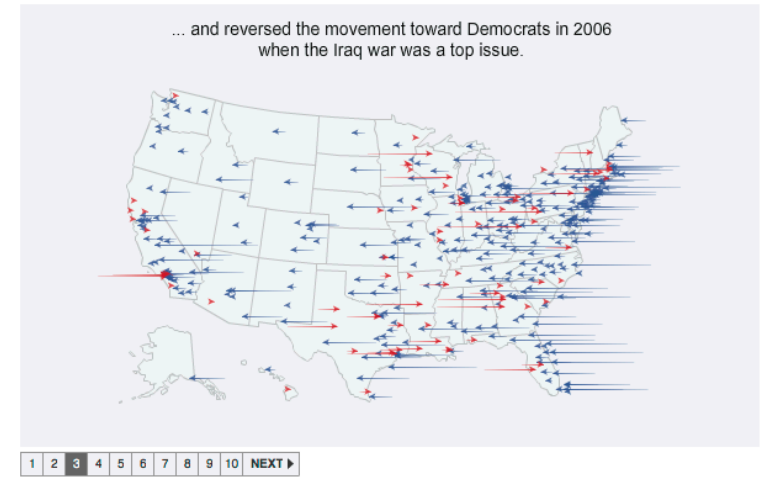 ... and reversed the movement toward Democrats in 2006
when the Iraq war was a top issue.
1 2 3 4 5 6 7 8 9 10 NEXT